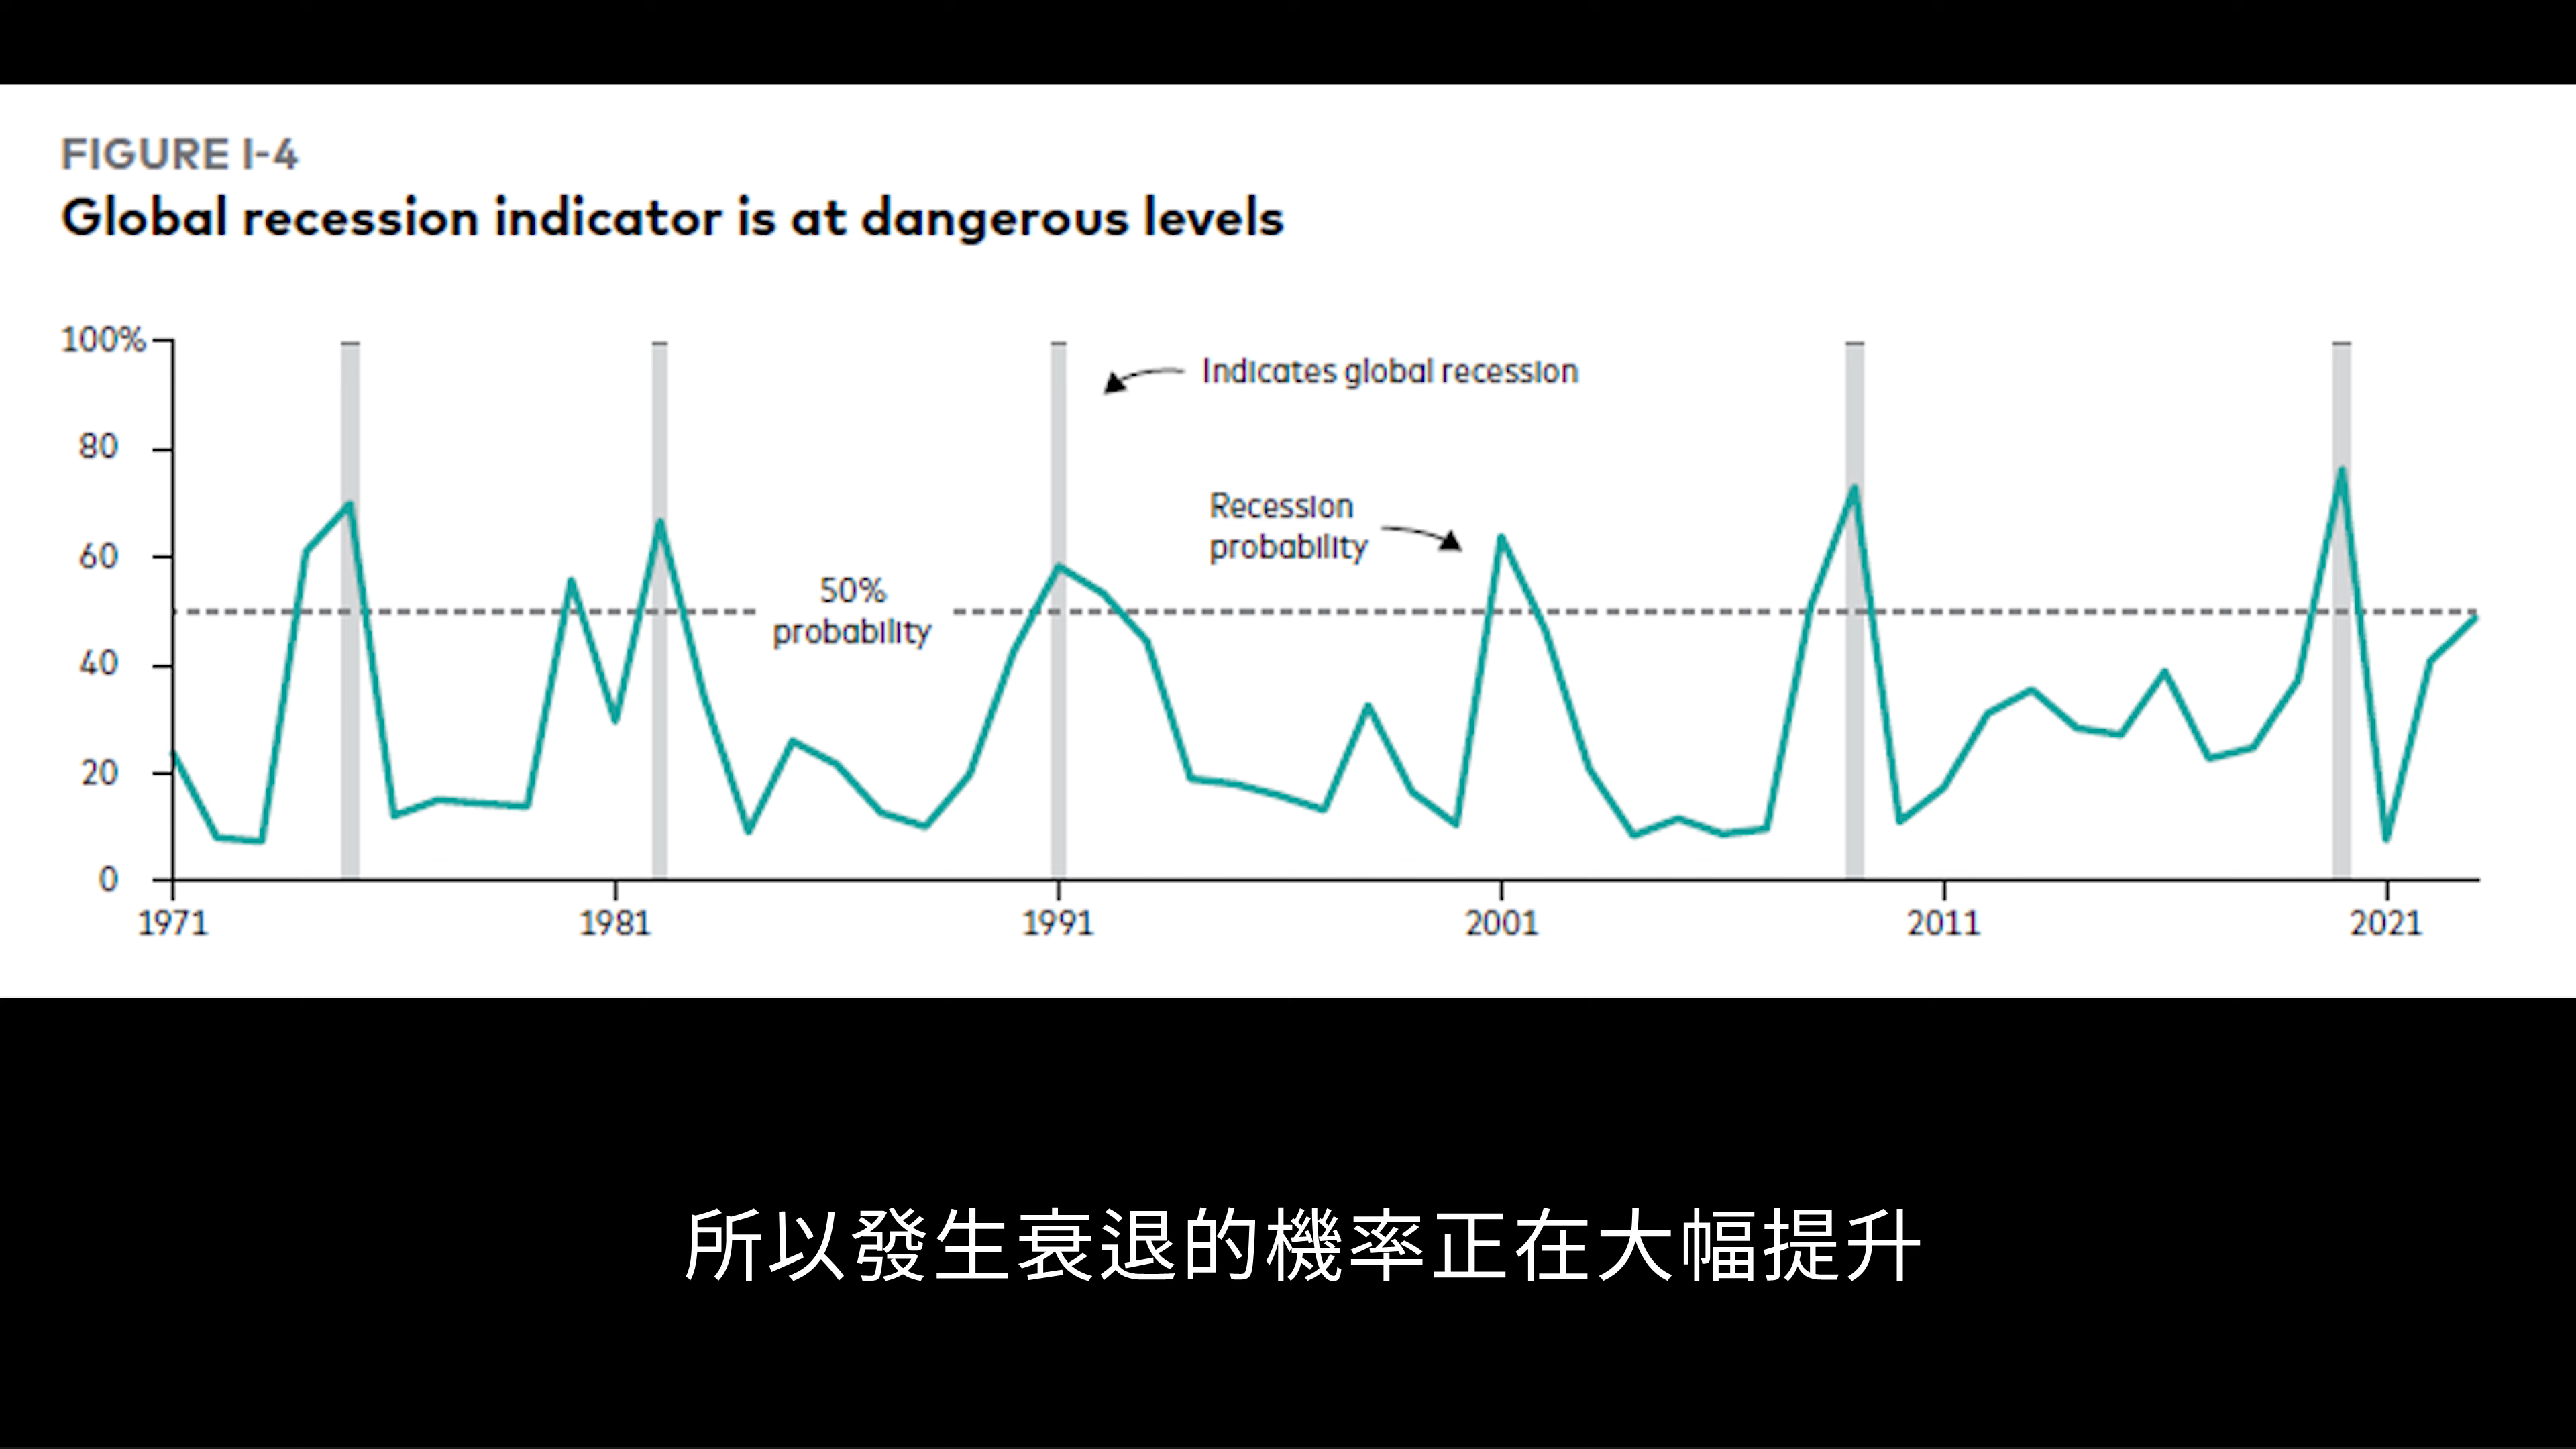 FIGURE I-4
Global recession indicator is at dangerous levels
100%
Indicates global recession
80
Recession
probability
60
50%
probability
40
20
0
1971
1981
1991
2001
2011
2021
所以發生衰退的機率正在大幅提升